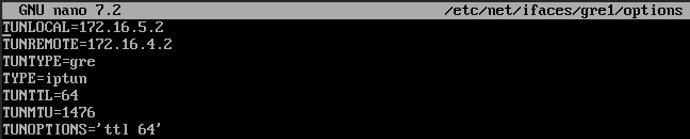 GNU nano 7.2 /etc/net/ifaces/gre1/options
TUNLOCAL=172.16.5.2
TUNREMOTE=172.16.4.2
TUNTYPE=gre
TYPE=iptun
TUNTTL=64
TUNMTU=1476
TUNOPTIONS='ttl 64'